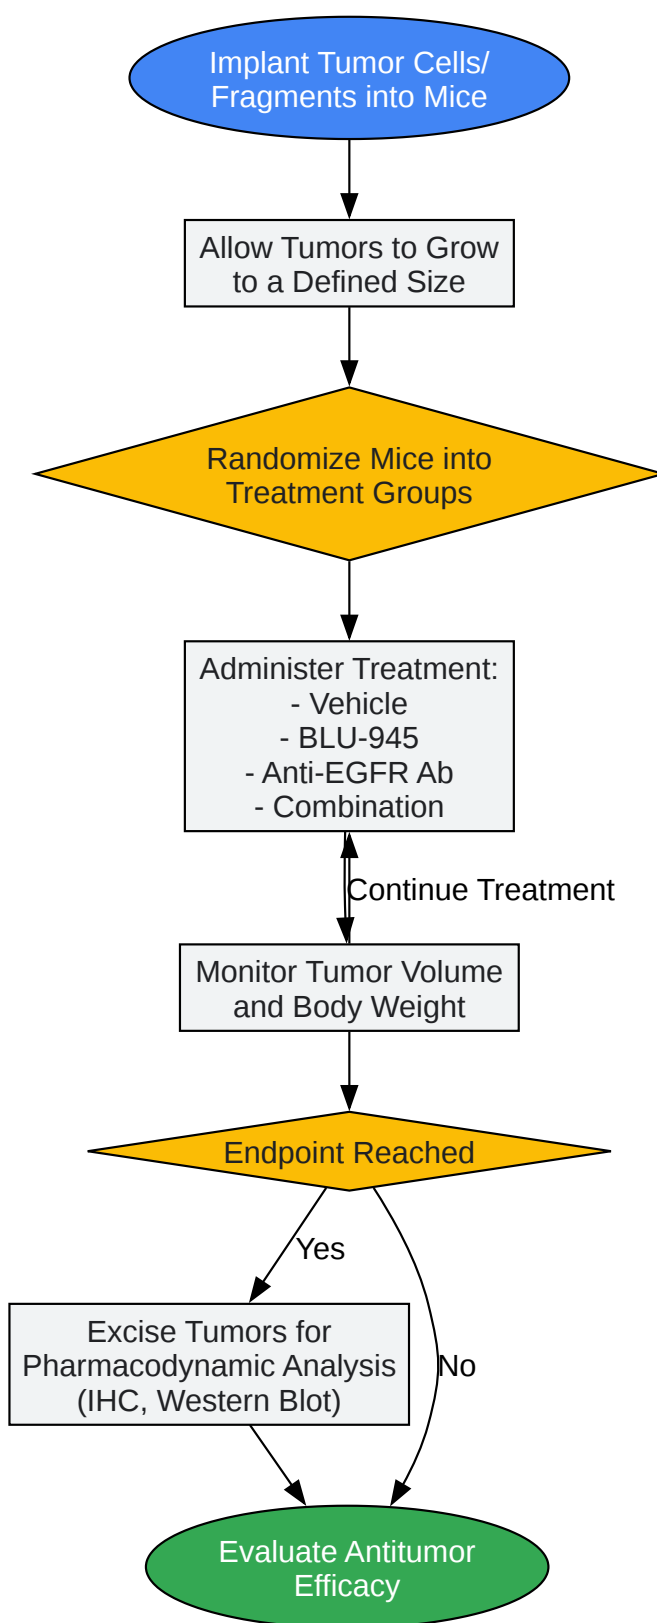 Implant Tumor Cells/
Fragments into Mice
Allow Tumors to Grow
to a Defined Size
Randomize Mice into
Treatment Groups
Administer Treatment:
- Vehicle
- BLU-945
- Anti-EGFR Ab
- Combination
Continue Treatment
Monitor Tumor Volume
and Body Weight
Endpoint Reached
Yes
Excise Tumors for
Pharmacodynamic Analysis
(IHC, Western Blot)
No
Evaluate Antitumor
Efficacy